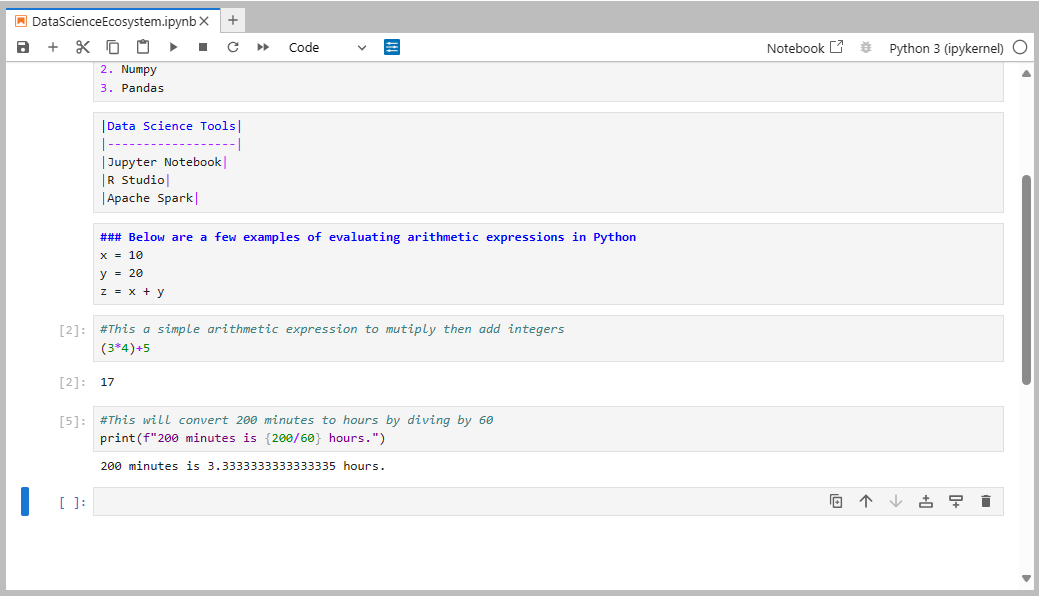 DataScienceEcosystem.ipynb
Code
Notebook
Python 3 (ipykernel)
2. Numpy
3. Pandas
|Data Science Tools|
|------------------|
|Jupyter Notebook|
|R Studio|
|Apache Spark|
### Below are a few examples of evaluating arithmetic expressions in Python
x = 10
y = 20
z = x + y
[2]: #This a simple arithmetic expression to mutiply then add integers
(3*4)+5
[2]: 17
[5]: #This will convert 200 minutes to hours by diving by 60
print(f"200 minutes is {200/60} hours.")
200 minutes is 3.3333333333333335 hours.
[ ]: